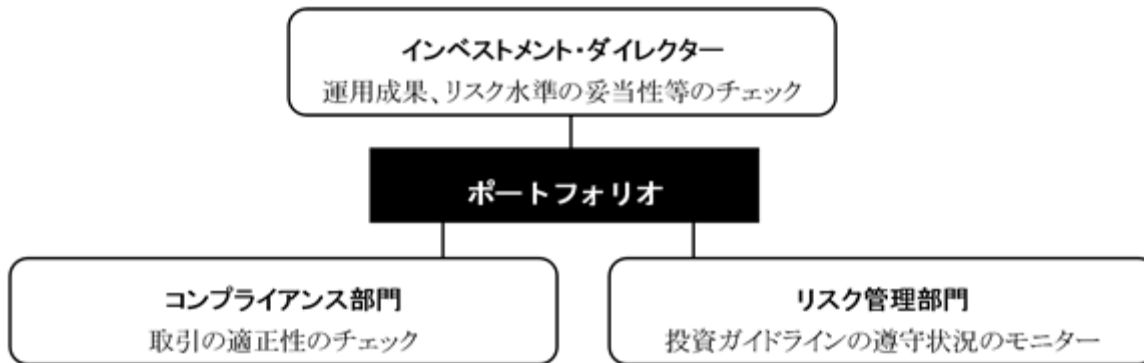 インベストメント・ダイレクター
運用成果、リスク水準の妥当性等のチェック
ポートフォリオ
コンプライアンス部門
取引の適正性のチェック
リスク管理部門
投資ガイドラインの遵守状況のモニター